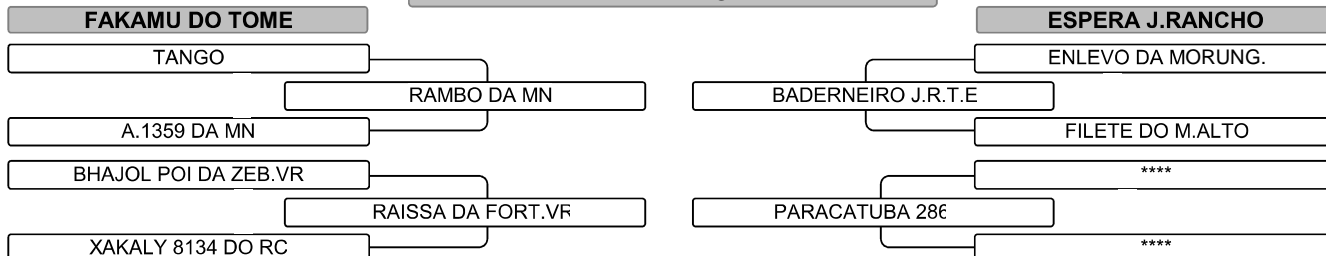 FAKAMU DO TOME
ESPERA J.RANCHO
TANGO
ENLEVO DA MORUNG.
RAMBO DA MN
BADERNEIRO J.R.T.E
A.1359 DA MN
FILETE DO M.ALTO
BHAJOL POI DA ZEB.VR
****
RAISSA DA FORT.VR
PARACATUBA 286
XAKALY 8134 DO RC
****